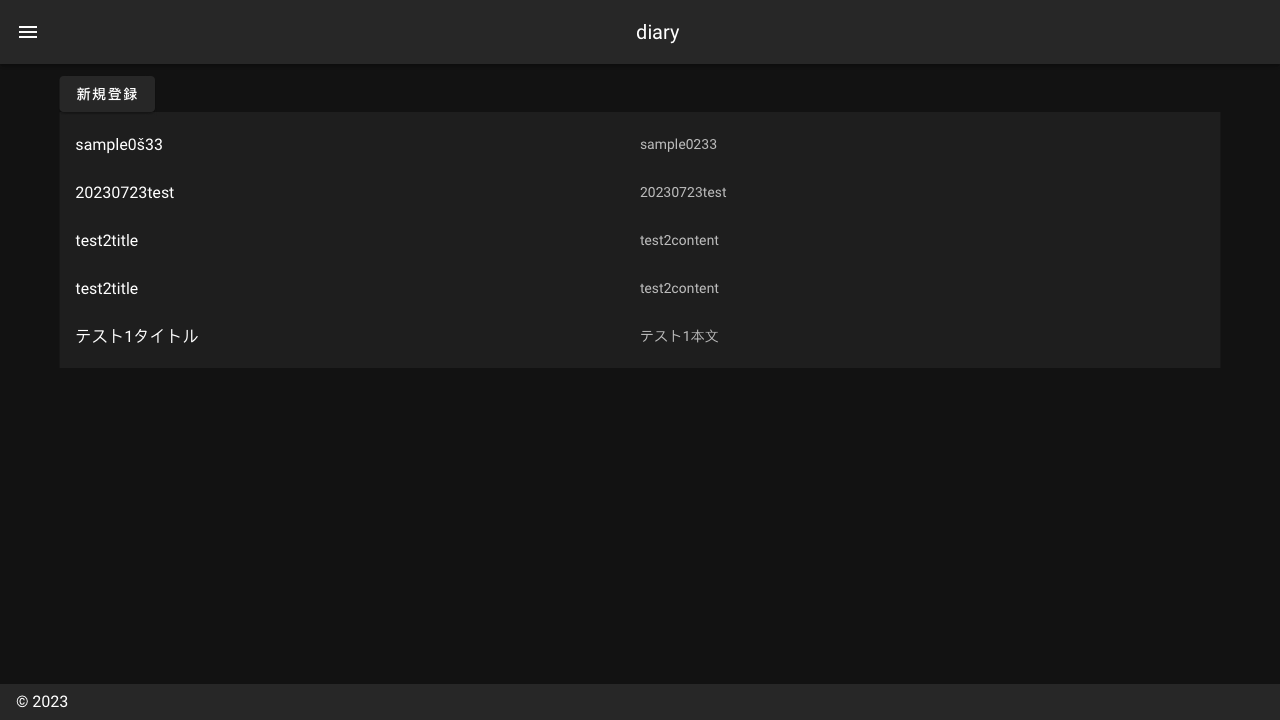 diary
新規登録
sample0š33 sample0233
20230723test 20230723test
test2title test2content
test2title test2content
テスト1タイトル テスト1本文
© 2023